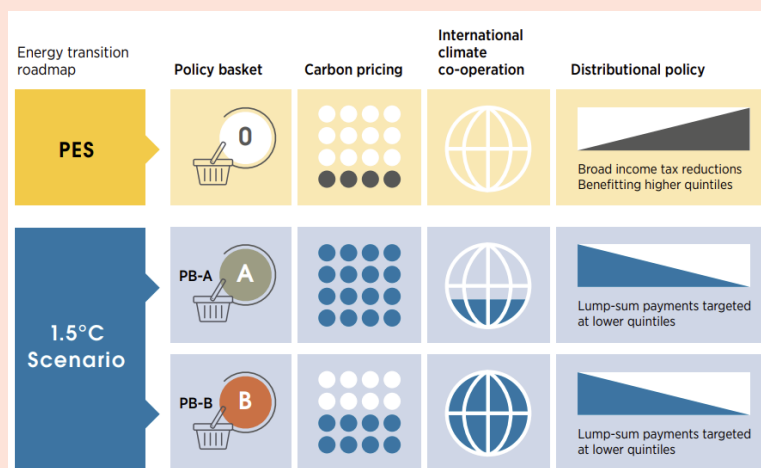 Energy transition
roadmap
Policy basket
Carbon pricing
International
climate
co-operation
Distributional policy
PES
0
Broad income tax reductions
Benefitting higher quintiles
1.5°C
Scenario
PB-A
A
Lump-sum payments targeted
at lower quintiles
PB-B
B
Lump-sum payments targeted
at lower quintiles